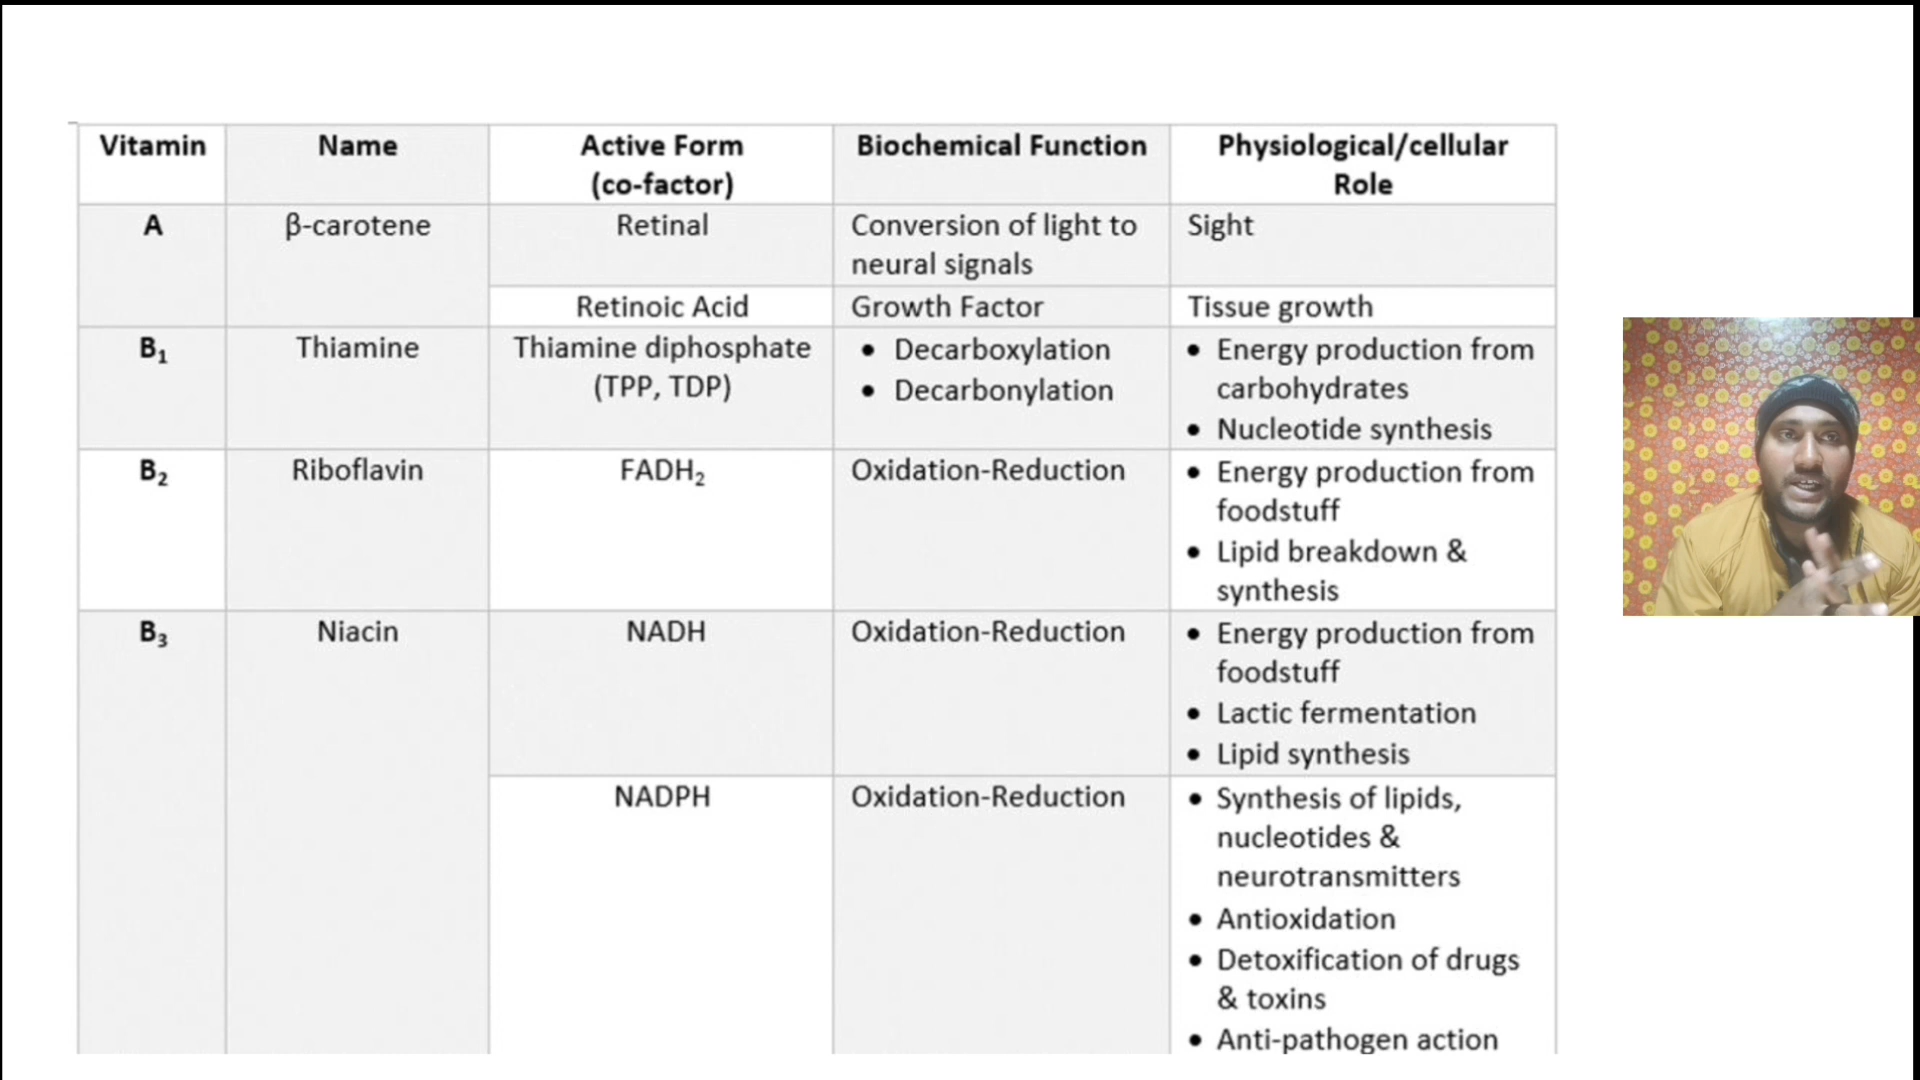 Vitamin
Name
Active Form
(co-factor)
Biochemical Function
Physiological/cellular
Role
A
β-carotene
Retinal
Conversion of light to
neural signals
Sight
Retinoic Acid
Growth Factor
Tissue growth
B₁
Thiamine
Thiamine diphosphate
(TPP, TDP)
• Decarboxylation
• Decarbonylation
• Energy production from
carbohydrates
• Nucleotide synthesis
B₂
Riboflavin
FADH₂
Oxidation-Reduction
• Energy production from
foodstuff
• Lipid breakdown &
synthesis
B₃
Niacin
NADH
Oxidation-Reduction
• Energy production from
foodstuff
• Lactic fermentation
• Lipid synthesis
NADPH
Oxidation-Reduction
• Synthesis of lipids,
nucleotides &
neurotransmitters
• Antioxidation
• Detoxification of drugs
& toxins
• Anti-pathogen action